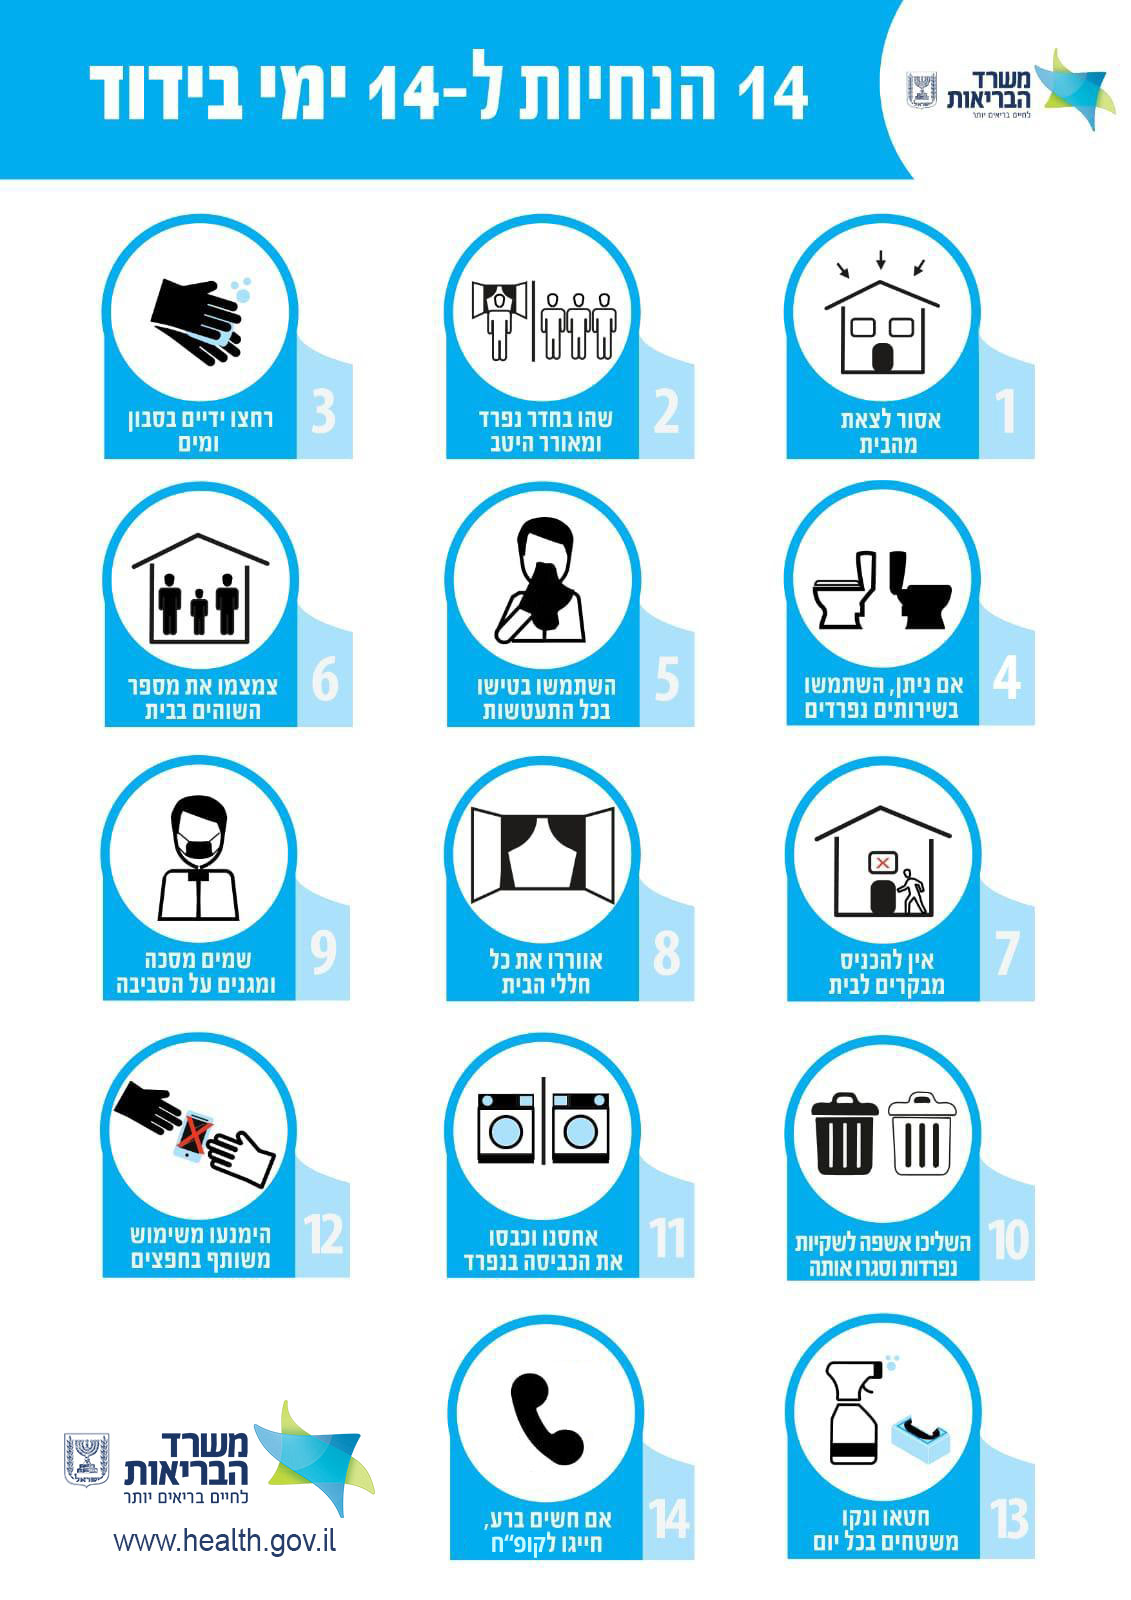 14 הנחיות ל-14 ימי בידוד
משרד
הבריאות
לחיים בריאים יותר
ישראל
1
אסור לצאת
מהבית
2
שהו בחדר נפרד
ומאורר היטב
3
רחצו ידיים בסבון
ומים
4
אם ניתן, השתמשו
בשירותים נפרדים
5
השתמשו בטישו
בכל התעטשות
6
צמצמו את מספר
השוהים בבית
7
אין להכניס
מבקרים לבית
8
אווררו את כל
חללי הבית
9
שמים מסכה
ומגנים על הסביבה
10
השליכו אשפה לשקיות
נפרדות וסגרו אותה
11
אחסנו וכבסו
את הכביסה בנפרד
12
הימנעו משימוש
משותף בחפצים
13
חטאו ונקו
משטחים בכל יום
14
אם חשים ברע,
חייגו לקופ"ח
משרד
הבריאות
לחיים בריאים יותר
ישראל
www.health.gov.il